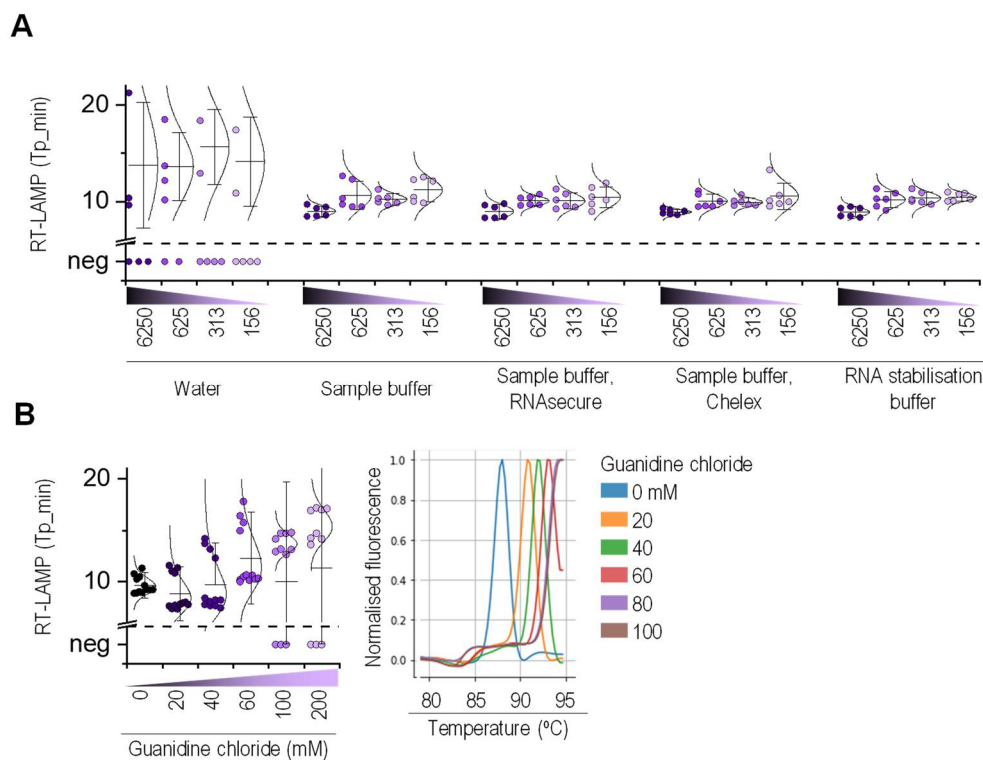 A
RT-LAMP (Tp_min)
20
10
neg
6250 625 313 156 6250 625 313 156 6250 625 313 156 6250 625 313 156 6250 625 313 156
Water
Sample buffer
Sample buffer,
RNAsecure
Sample buffer,
Chelex
RNA stabilisation
buffer
B
RT-LAMP (Tp_min)
20
10
neg
0 20 40 60 100 200
Guanidine chloride (mM)
Normalised fluorescence
1.0
0.8
0.6
0.4
0.2
0.0
80 85 90 95
Temperature (ºC)
Guanidine chloride
0 mM
20
40
60
80
100